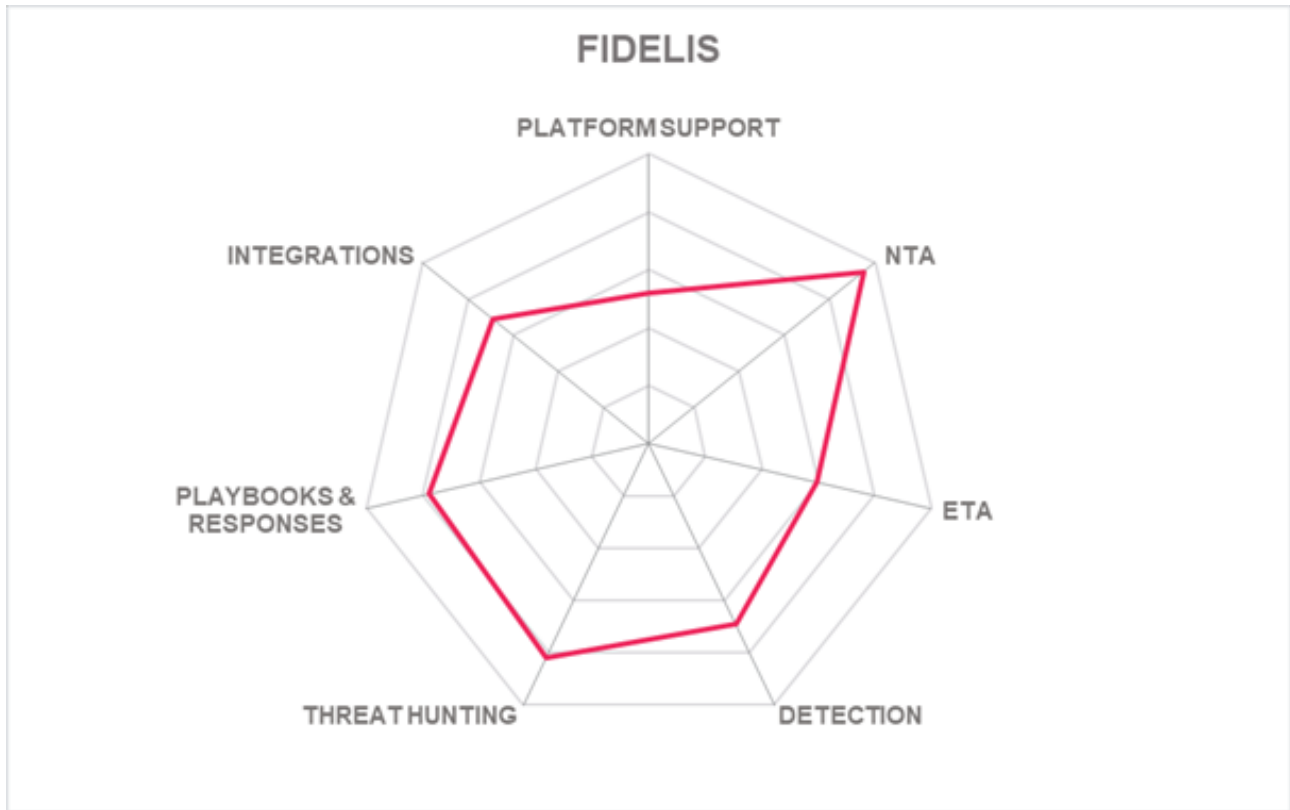 FIDELIS
PLATFORM SUPPORT
INTEGRATIONS
NTA
PLAYBOOKS &
RESPONSES
ETA
THREAT HUNTING
DETECTION